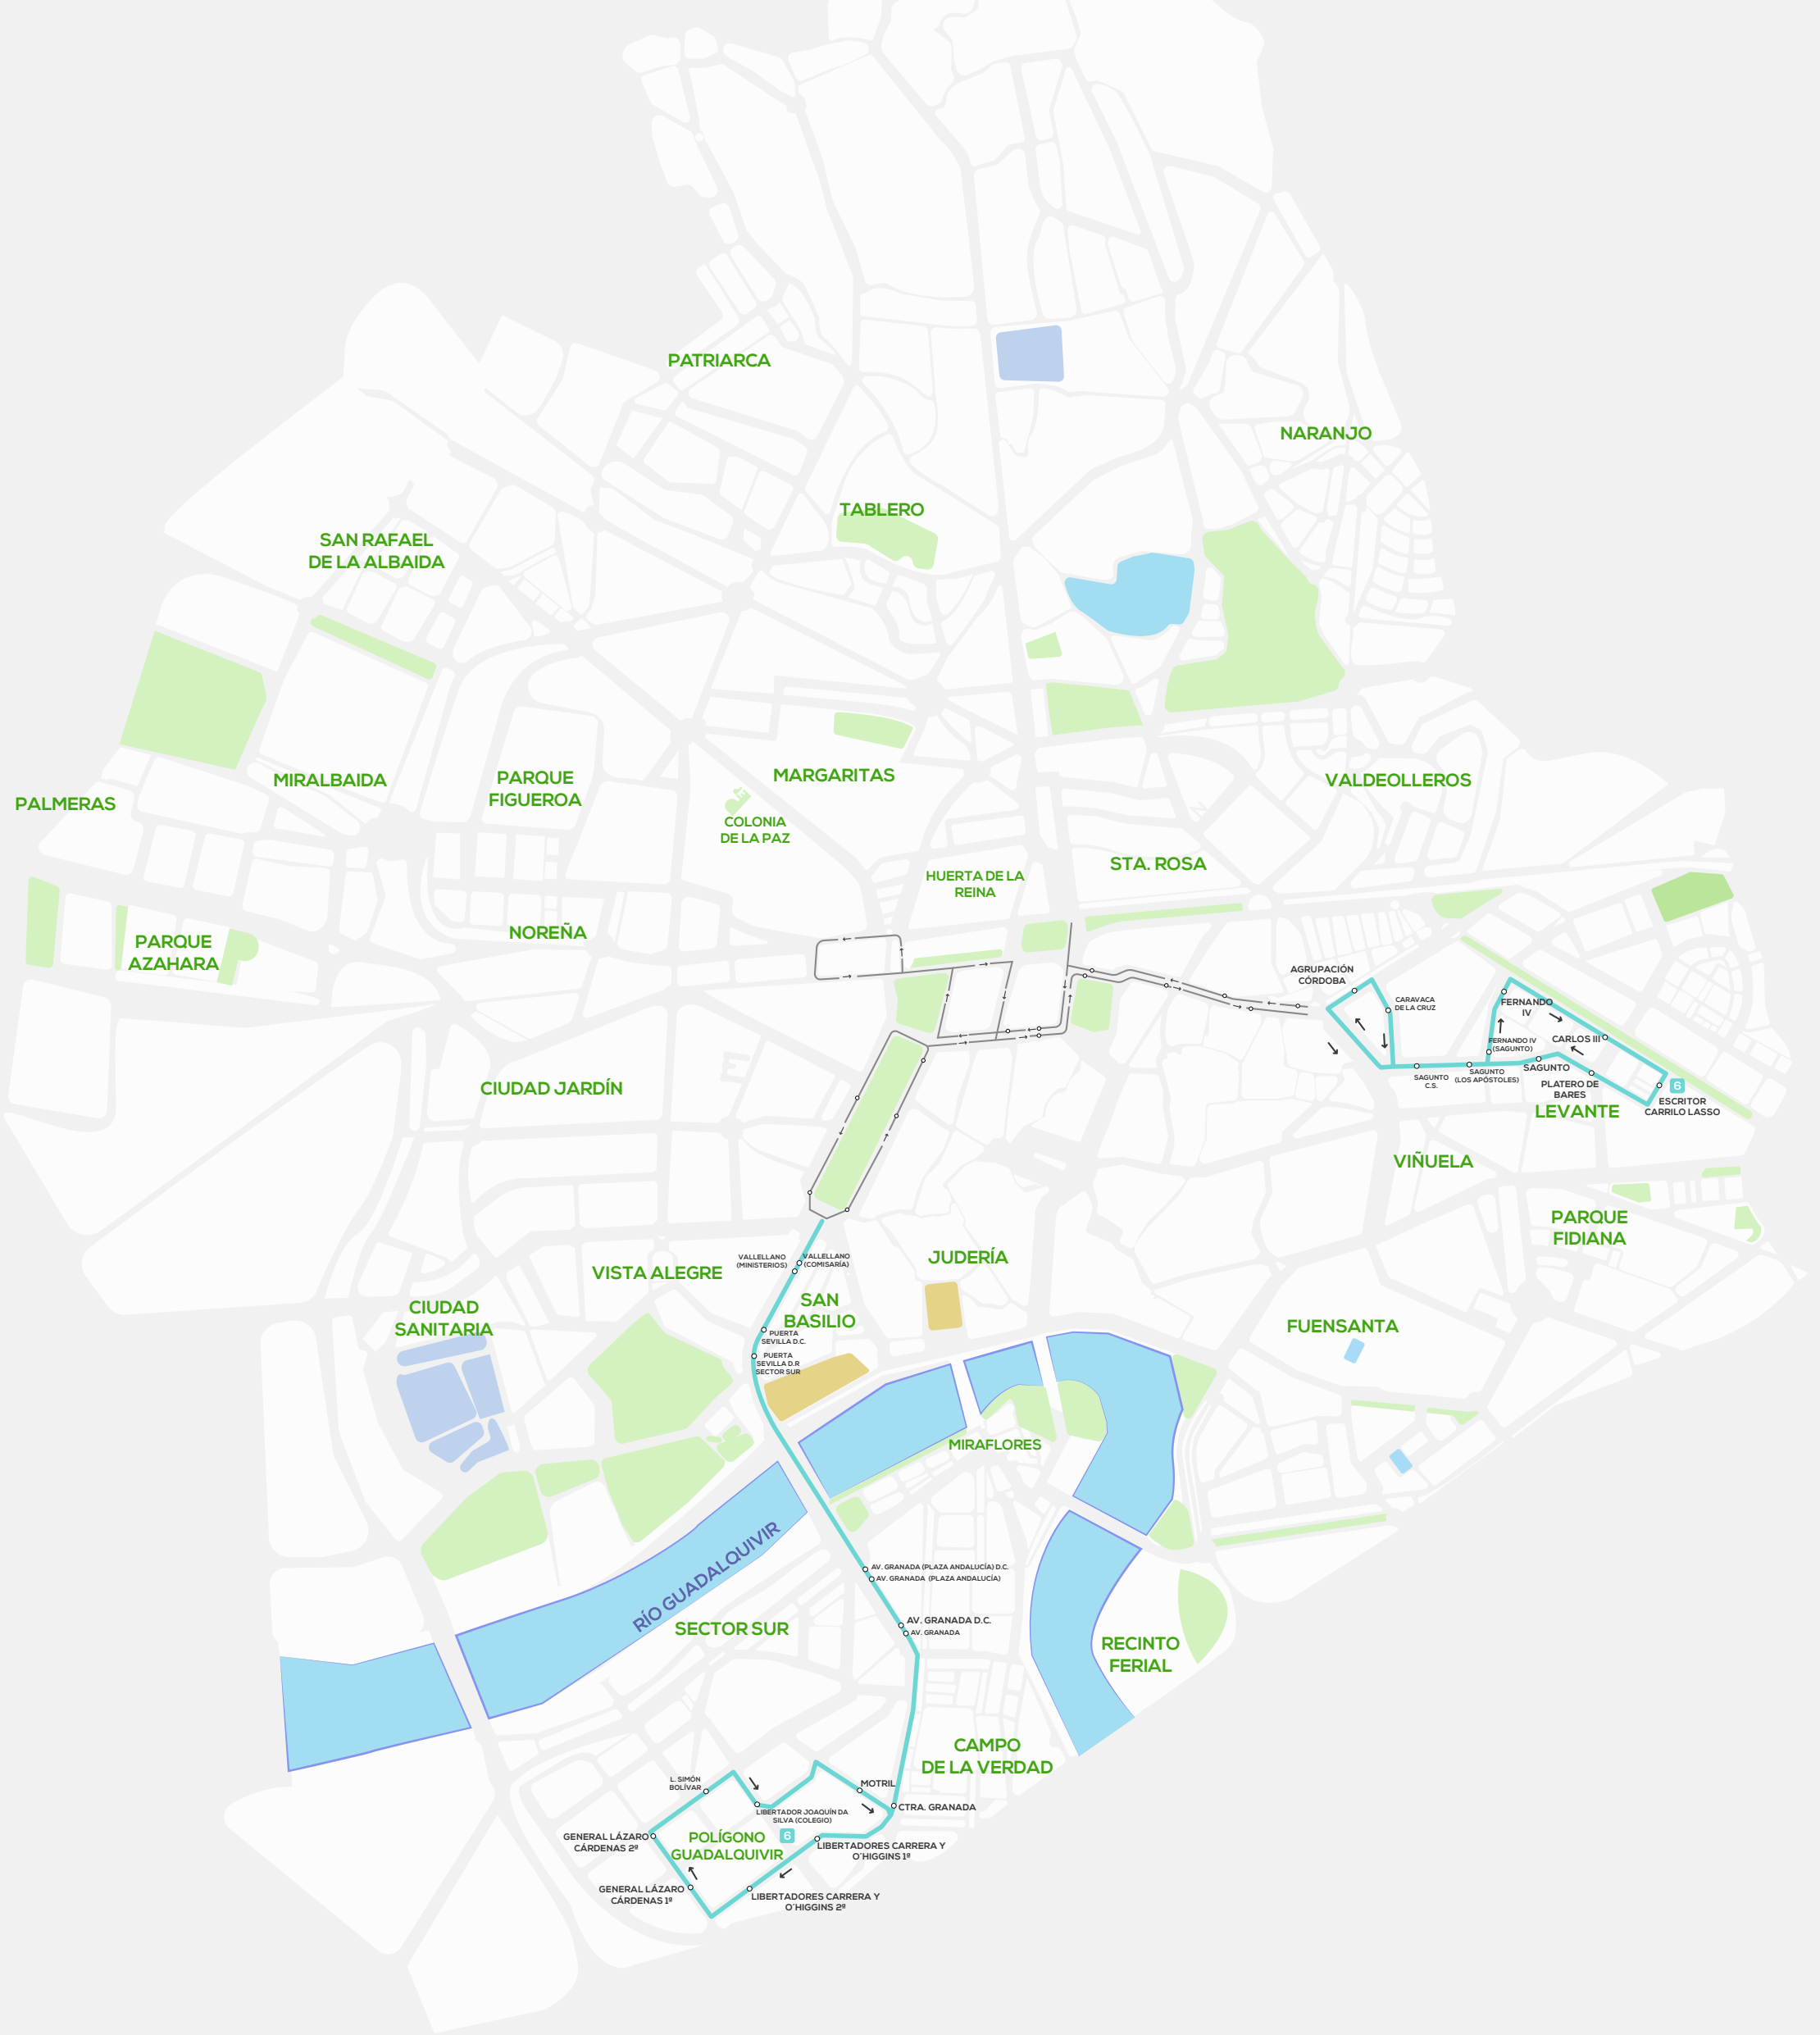 PATRIARCA
NARANJO
TABLERO
SAN RAFAEL
DE LA ALBAIDA
MARGARITAS
PARQUE
FIGUEROA
MIRALBAIDA
VALDEOLLEROS
PALMERAS
COLONIA
DE LA PAZ
STA. ROSA
HUERTA DE LA
REINA
NOREÑA
PARQUE
AZAHARA
AGRUPACIÓN
CÓRDOBA
CARAVACA
DE LA CRUZ
FERNANDO
IV
FERNANDO IV
(SAGUNTO)
CARLOS III
SAGUNTO
SAGUNTO
(LOS APÓSTOLES)
SAGUNTO
C.S.
PLATERO DE
BARES
6
ESCRITOR
CARRILO LASSO
LEVANTE
CIUDAD JARDÍN
VIÑUELA
PARQUE
FIDIANA
JUDERÍA
VALLELLANO
(MINISTERIOS)
VALLELLANO
(COMISARÍA)
VISTA ALEGRE
SAN
BASILIO
CIUDAD
SANITARIA
FUENSANTA
PUERTA
SEVILLA D.C.
PUERTA
SEVILLA D.R
SECTOR SUR
MIRAFLORES
RÍO GUADALQUIVIR
AV. GRANADA (PLAZA ANDALUCÍA) D.C.
AV. GRANADA (PLAZA ANDALUCÍA)
AV. GRANADA D.C.
AV. GRANADA
SECTOR SUR
RECINTO
FERIAL
CAMPO
DE LA VERDAD
L. SIMÓN
BOLÍVAR
MOTRIL
CTRA. GRANADA
LIBERTADOR JOAQUÍN DA
SILVA (COLEGIO)
6
GENERAL LÁZARO
CÁRDENAS 2º
POLÍGONO
GUADALQUIVIR
LIBERTADORES CARRERA Y
O´HIGGINS 1º
GENERAL LÁZARO
CÁRDENAS 1º
LIBERTADORES CARRERA Y
O´HIGGINS 2º